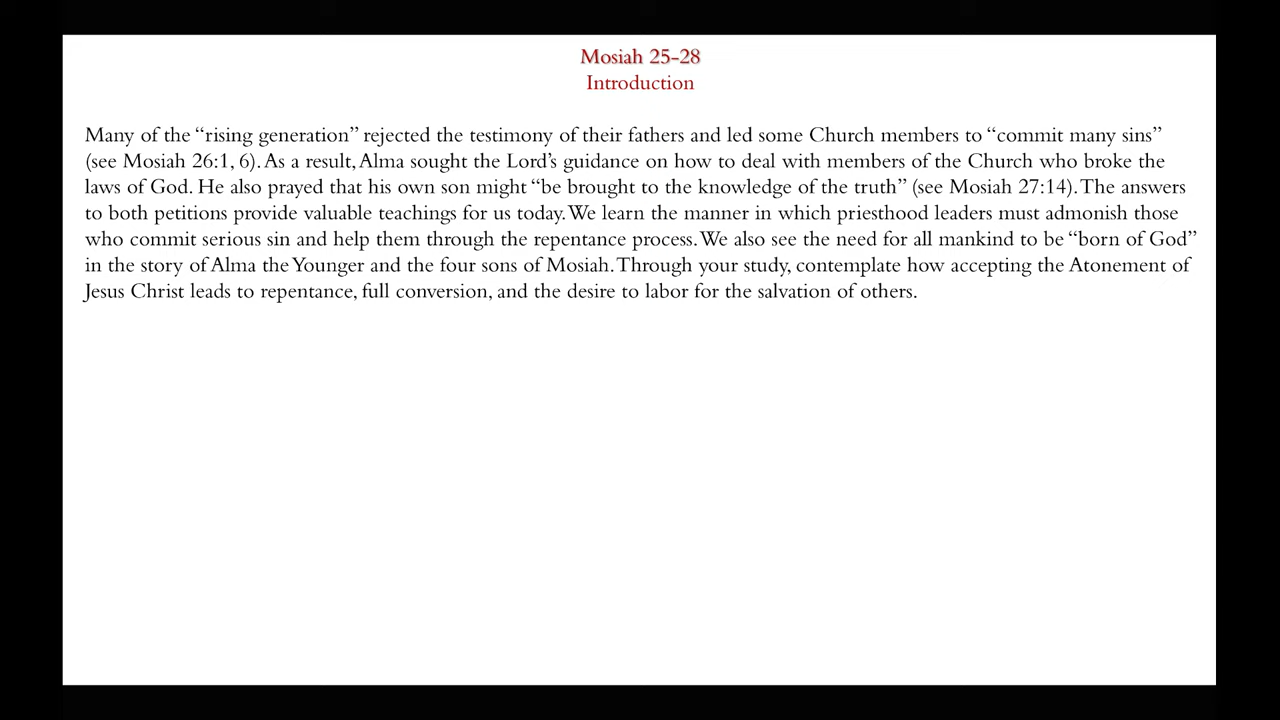 Mosiah 25-28
Introduction
Many of the “rising generation” rejected the testimony of their fathers and led some Church members to “commit many sins”
(see Mosiah 26:1, 6). As a result, Alma sought the Lord’s guidance on how to deal with members of the Church who broke the
laws of God. He also prayed that his own son might “be brought to the knowledge of the truth” (see Mosiah 27:14). The answers
to both petitions provide valuable teachings for us today. We learn the manner in which priesthood leaders must admonish those
who commit serious sin and help them through the repentance process. We also see the need for all mankind to be “born of God”
in the story of Alma the Younger and the four sons of Mosiah. Through your study, contemplate how accepting the Atonement of
Jesus Christ leads to repentance, full conversion, and the desire to labor for the salvation of others.